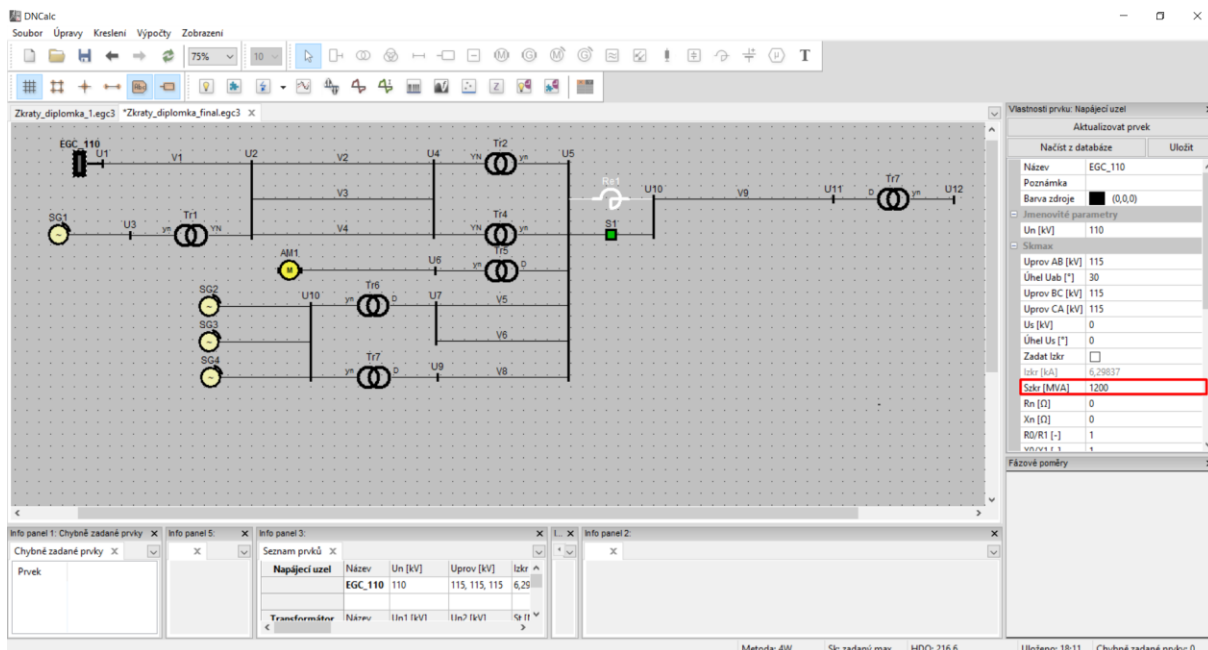 DNCalc
Soubor Úpravy Kreslení Výpočty Zobrazení
75% 10 T
Zkraty_diplomka_1.egc3 *Zkraty_diplomka_final.egc3 X
EGC_110
U1 V1 U2 V2 U4 YN Tr2 yn U5
V3
Re1 U10 V9 U11 D Tr7 yn U12
SG1 U3 yn Tr1 YN V4 YN Tr4 yn S1
AM1 M U6 yn Tr5 D
SG2 U10 yn Tr6 D U7 V5
SG3 V6
SG4 yn Tr7 D U9 V8
Vlastnosti prvku: Napájecí uzel
Aktualizovat prvek
Načíst z databáze Uložit
Název EGC_110
Poznámka
Barva zdroje (0,0,0)
Jmenovité parametry
Un [kV] 110
Skmax
Uprov AB [kV] 115
Úhel Uab [°] 30
Uprov BC [kV] 115
Uprov CA [kV] 115
Us [kV] 0
Úhel Us [°] 0
Zadat Izkr
Izkr [kA] 6,29837
Szkr [MVA] 1200
Rn [Ω] 0
Xn [Ω] 0
R0/R1 [-] 1
X0/X1 [-] 1
Fázové poměry
Info panel 1: Chybně zadané prvky X Info panel 5: X Info panel 3: X I... X Info panel 2: X
Chybně zadané prvky X
Prvek
Seznam prvků X
Napájecí uzel Název Un [kV] Uprov [kV] Izkr
EGC_110 110 115, 115, 115 6,29
Transformátor Název Un1 [kV] Un2 [kV]
Metoda: 4W Sk: zadaný max HDO: 216,6 Uloženo: 18:11 Chybně zadané prvky: 0